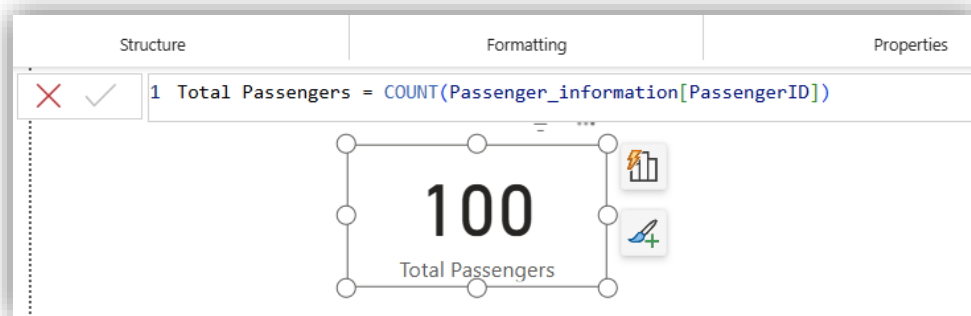 Structure Formatting Properties
1 Total Passengers = COUNT(Passenger_information[PassengerID])
100
Total Passengers